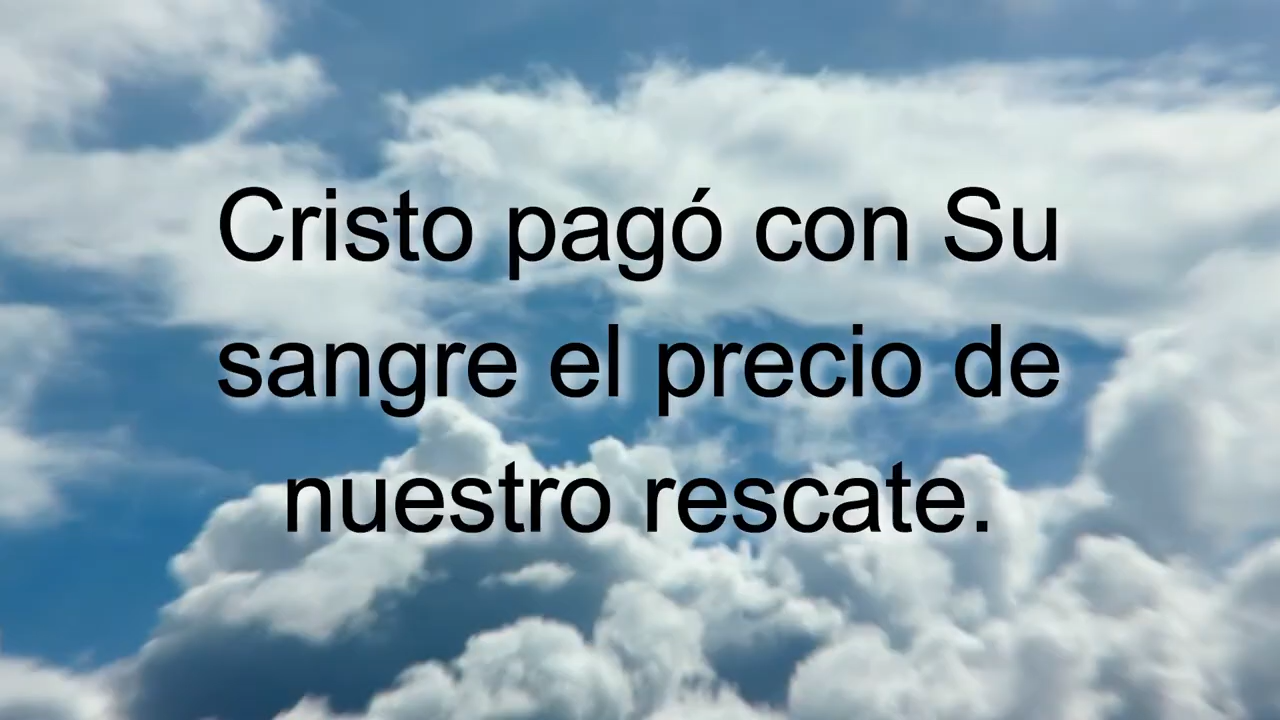 Cristo pagó con Su
sangre el precio de
nuestro rescate.